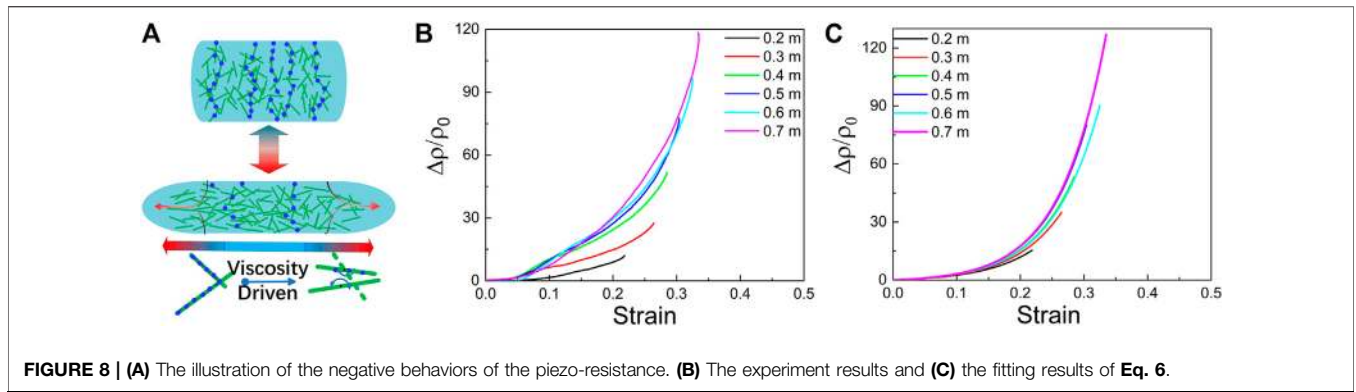 A
Viscosity
Driven
B
Δρ/ρ0
120
90
60
30
0
0.0 0.1 0.2 0.3 0.4 0.5
Strain
0.2 m
0.3 m
0.4 m
0.5 m
0.6 m
0.7 m
C
Δρ/ρ0
120
90
60
30
0
0.0 0.1 0.2 0.3 0.4 0.5
Strain
0.2 m
0.3 m
0.4 m
0.5 m
0.6 m
0.7 m
FIGURE 8 | (A) The illustration of the negative behaviors of the piezo-resistance. (B) The experiment results and (C) the fitting results of Eq. 6.